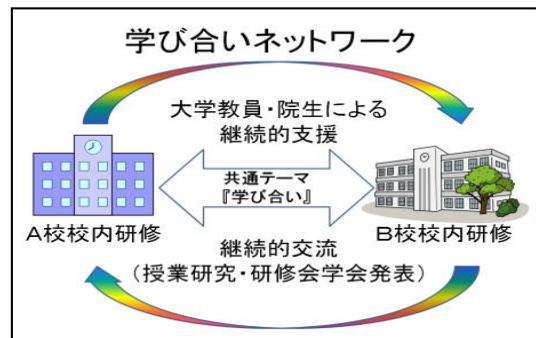 学び合いネットワーク
大学教員・院生による
継続的支援
共通テーマ
『学び合い』
A校校内研修
B校校内研修
継続的交流
（授業研究・研修会学会発表）